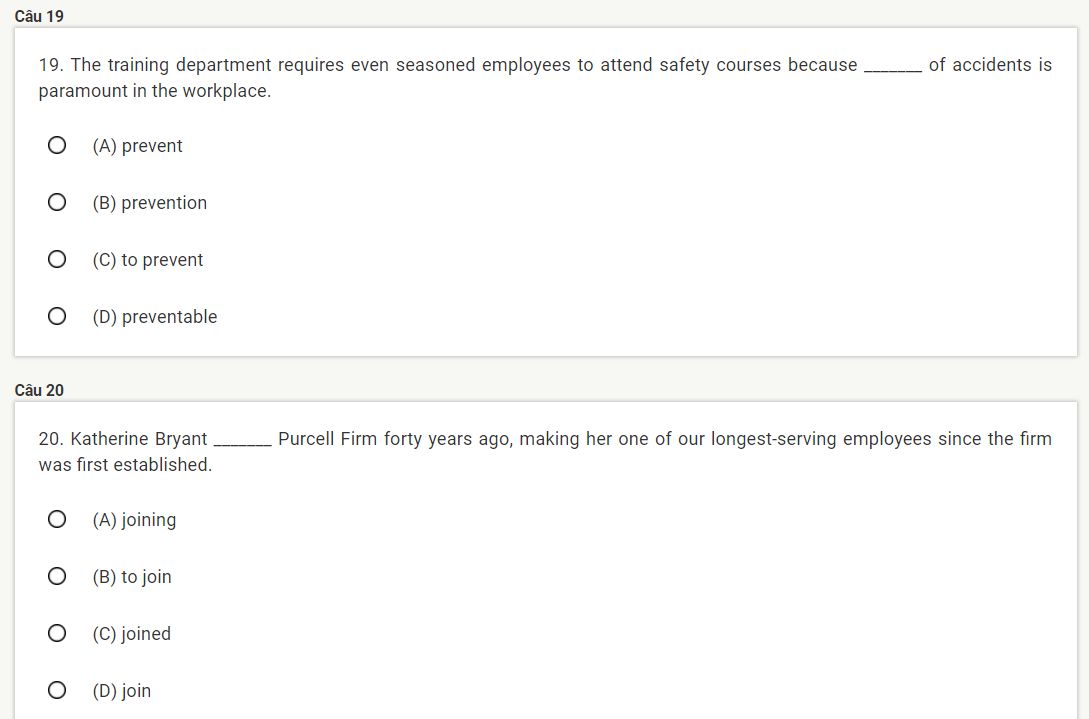 Câu 19
19. The training department requires even seasoned employees to attend safety courses because _______ of accidents is
paramount in the workplace.
(A) prevent
(B) prevention
(C) to prevent
(D) preventable
Câu 20
20. Katherine Bryant _______ Purcell Firm forty years ago, making her one of our longest-serving employees since the firm
was first established.
(A) joining
(B) to join
(C) joined
(D) join